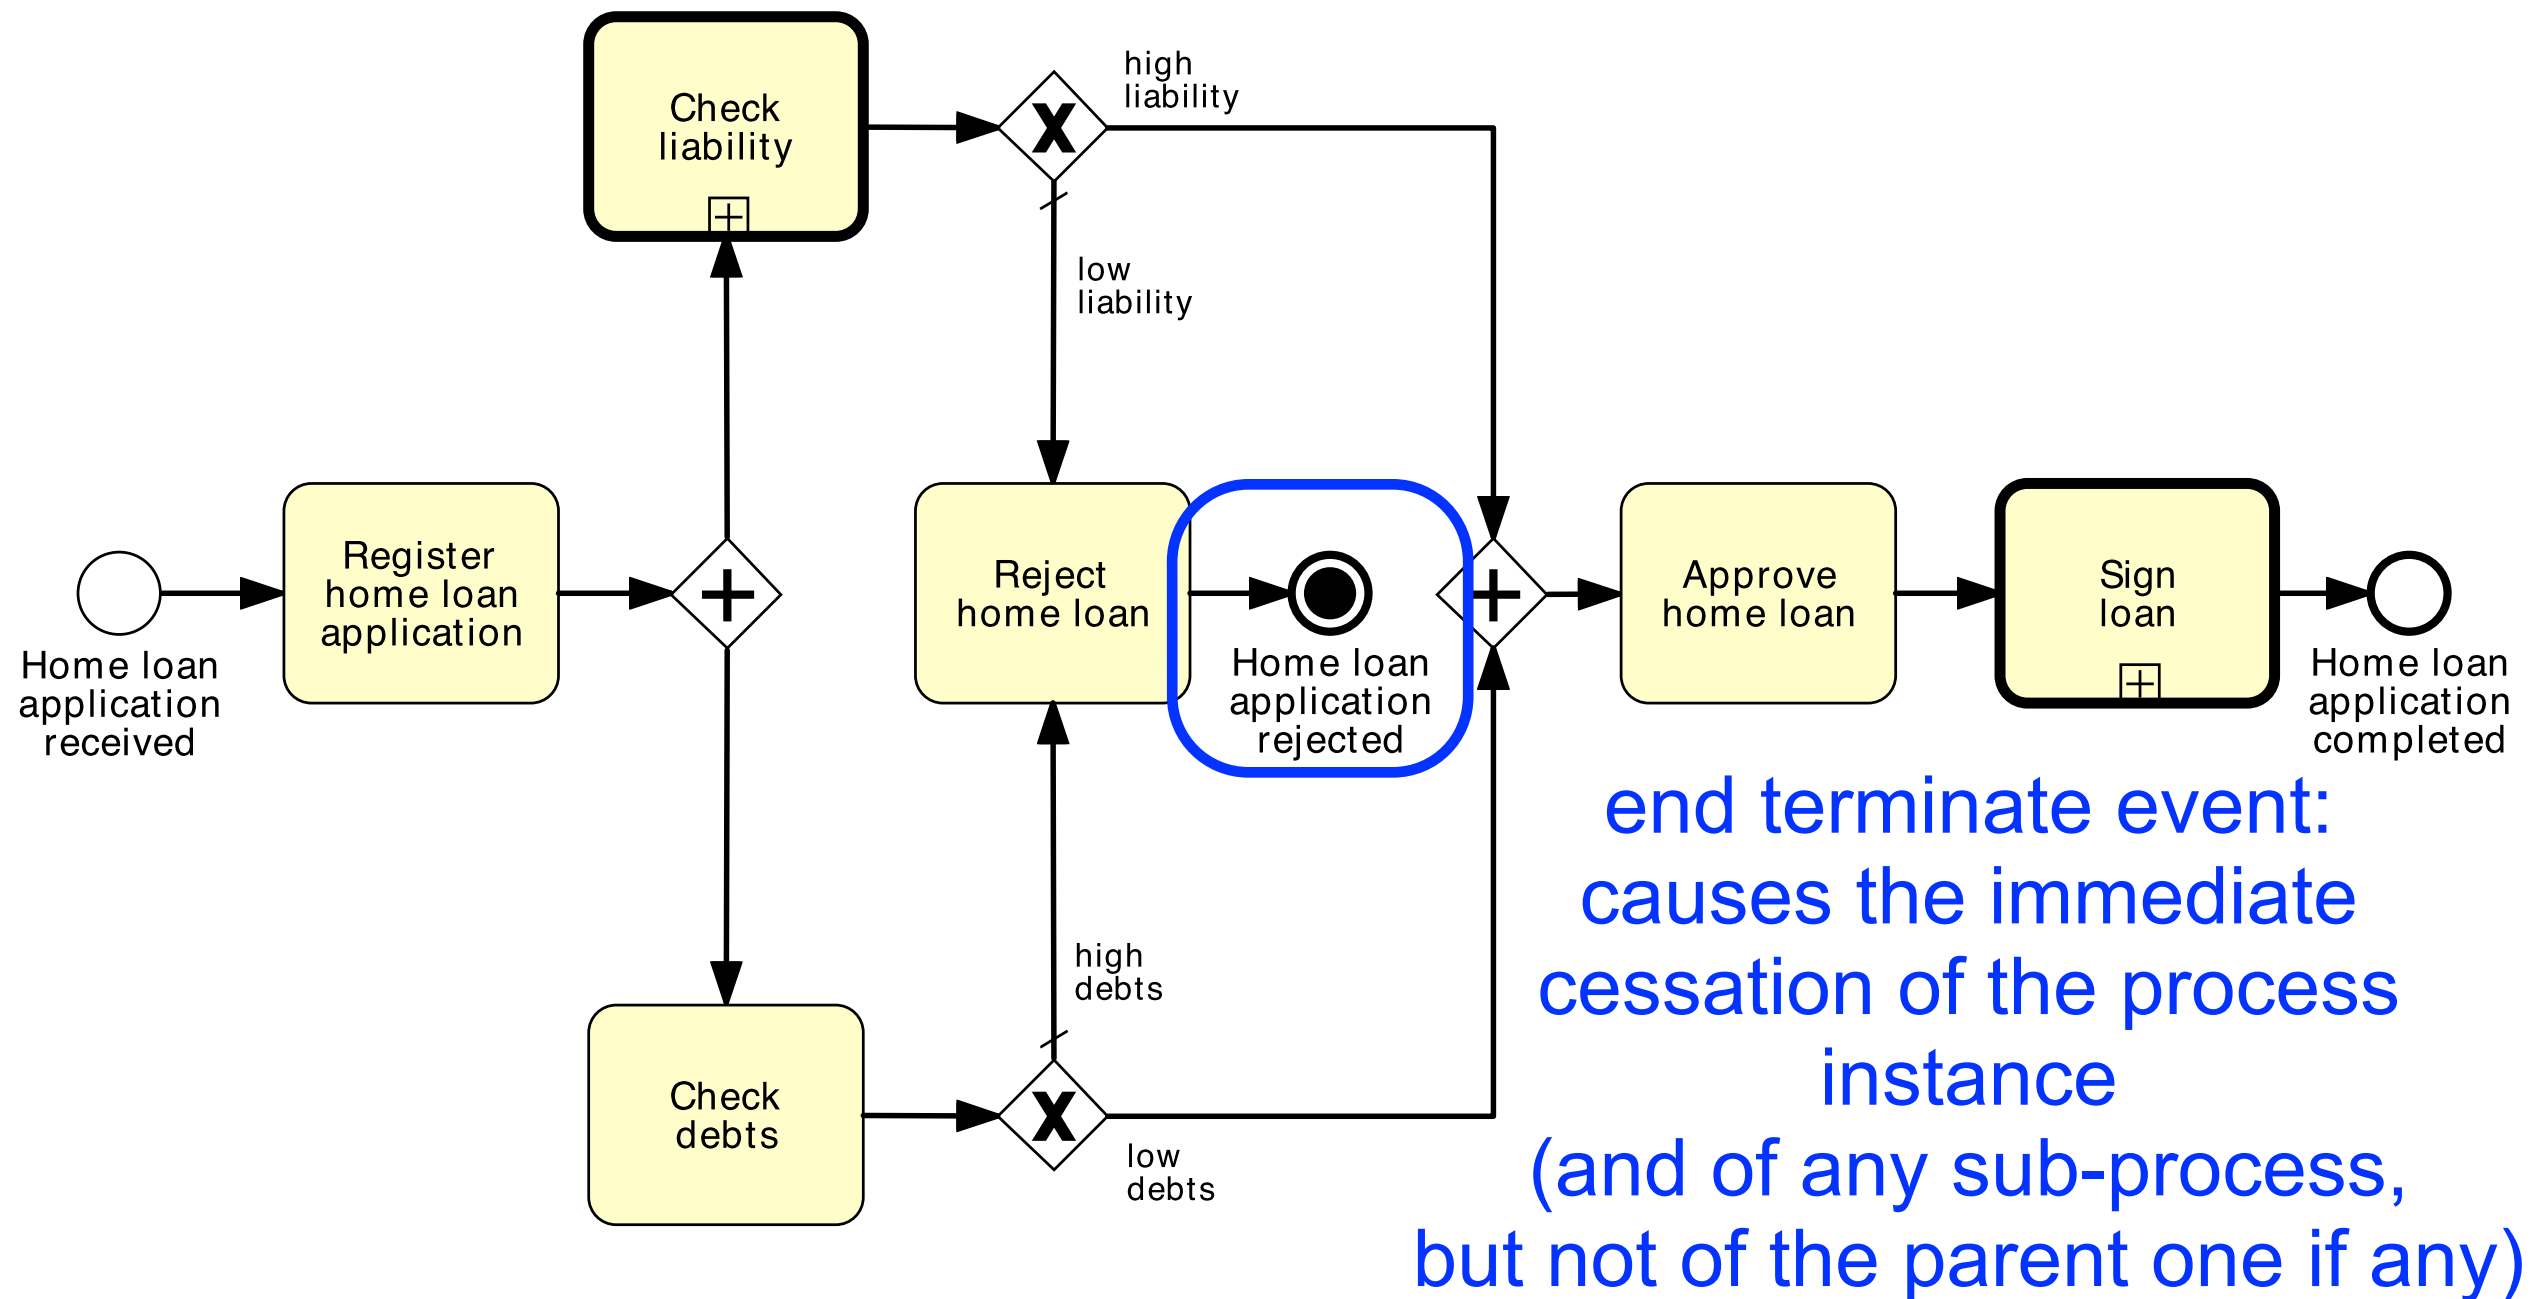 Check
liability
high
liability
low
liability
Home loan
application
received
Register
home loan
application
Reject
home loan
Home loan
application
rejected
Approve
home loan
Sign
loan
Home loan
application
completed
high
debts
Check
debts
low
debts
end terminate event:
causes the immediate
cessation of the process
instance
(and of any sub-process,
but not of the parent one if any)